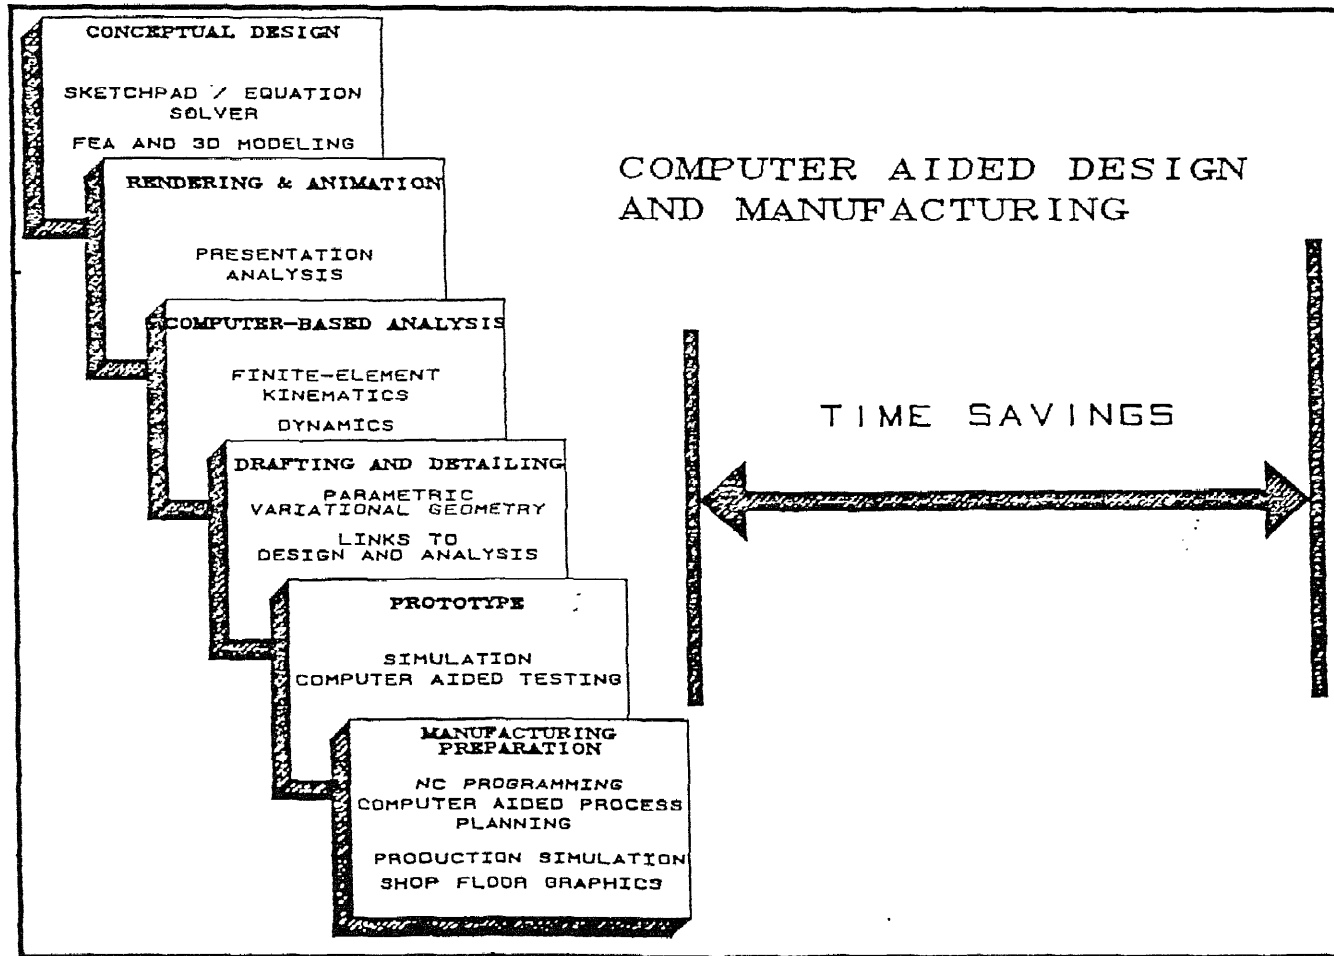 CONCEPTUAL DESIGN
SKETCHPAD / EQUATION
SOLVER
FEA AND 3D MODELING
RENDERING & ANIMATION
PRESENTATION
ANALYSIS
COMPUTER-BASED ANALYSIS
FINITE-ELEMENT
KINEMATICS
DYNAMICS
DRAFTING AND DETAILING
PARAMETRIC
VARIATIONAL GEOMETRY
LINKS TO
DESIGN AND ANALYSIS
PROTOTYPE
SIMULATION
COMPUTER AIDED TESTING
MANUFACTURING
PREPARATION
NC PROGRAMMING
COMPUTER AIDED PROCESS
PLANNING
PRODUCTION SIMULATION
SHOP FLOOR GRAPHICS
COMPUTER AIDED DESIGN
AND MANUFACTURING
TIME SAVINGS